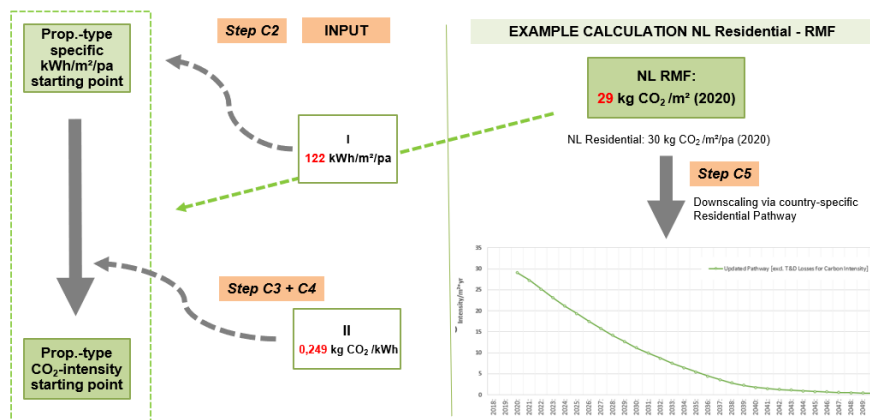 Prop.-type
specific
kWh/m²/pa
starting point
Step C2
INPUT
I
122 kWh/m²/pa
Step C3 + C4
II
0,249 kg CO₂/kWh
Prop.-type
CO₂-intensity
starting point
EXAMPLE CALCULATION NL Residential - RMF
NL RMF:
29 kg CO₂/m² (2020)
NL Residential: 30 kg CO₂/m²/pa (2020)
Step C5
Downscaling via country-specific
Residential Pathway
Updated Pathway [excl. T&D Losses for Carbon Intensity]
Intensity/m²*yr
35
30
25
20
15
10
5
0
2018
2019
2020
2021
2022
2023
2024
2025
2026
2027
2028
2029
2030
2031
2032
2033
2034
2035
2036
2037
2038
2039
2040
2041
2042
2043
2044
2045
2046
2047
2048
2049